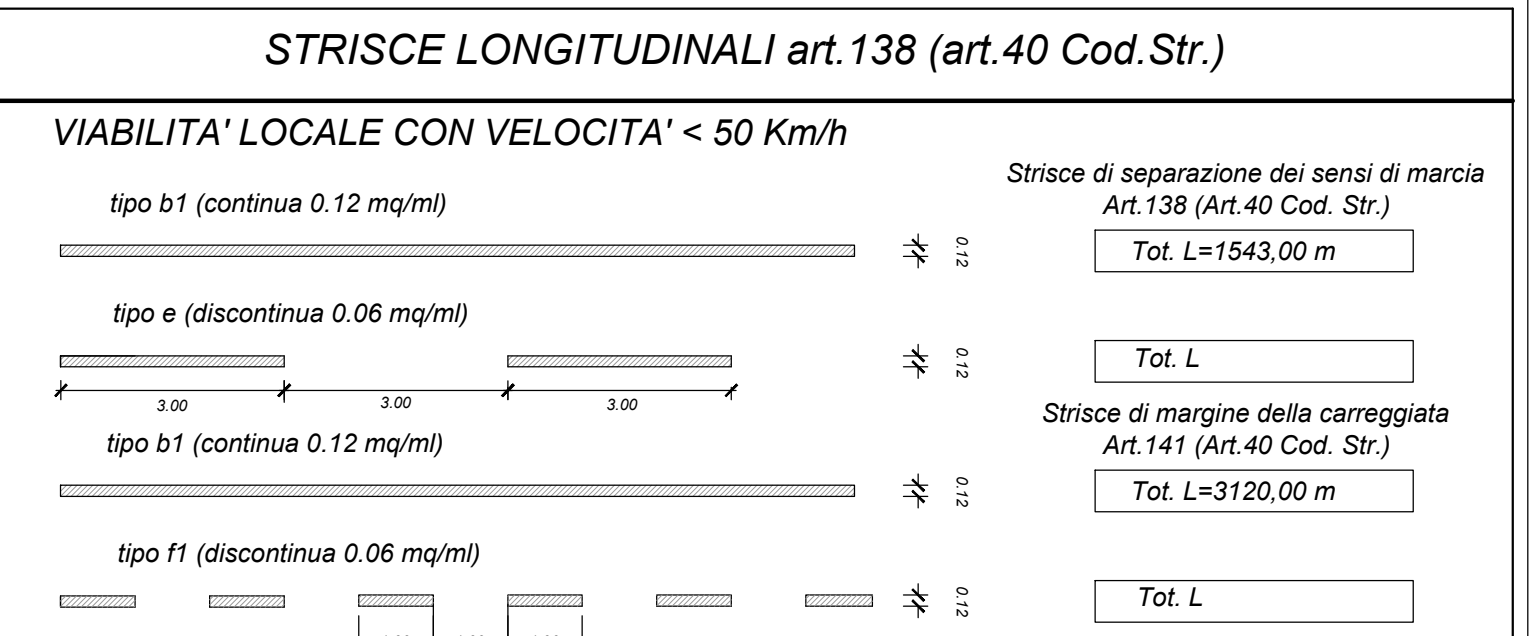 STRISCE LONGITUDINALI art.138 (art.40 Cod.Str.)
VIABILITA' LOCALE CON VELOCITA' < 50 Km/h
Strisce di separazione dei sensi di marcia
Art.138 (Art.40 Cod. Str.)
tipo b1 (continua 0.12 mq/ml)
0.12
Tot. L=1543,00 m
tipo e (discontinua 0.06 mq/ml)
0.12
Tot. L
3.00 3.00 3.00
Strisce di margine della carreggiata
Art.141 (Art.40 Cod. Str.)
tipo b1 (continua 0.12 mq/ml)
0.12
Tot. L=3120,00 m
tipo f1 (discontinua 0.06 mq/ml)
0.12
Tot. L